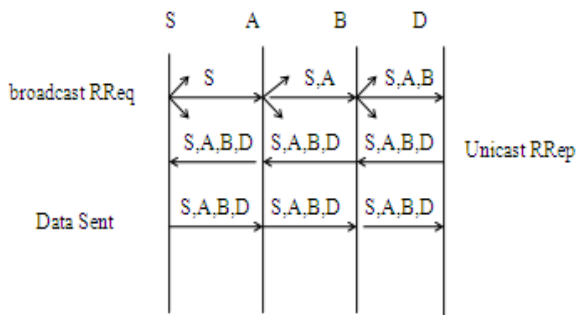 S A B D
broadcast RReq S S,A S,A,B
S,A,B,D S,A,B,D S,A,B,D Unicast RRep
Data Sent S,A,B,D S,A,B,D S,A,B,D